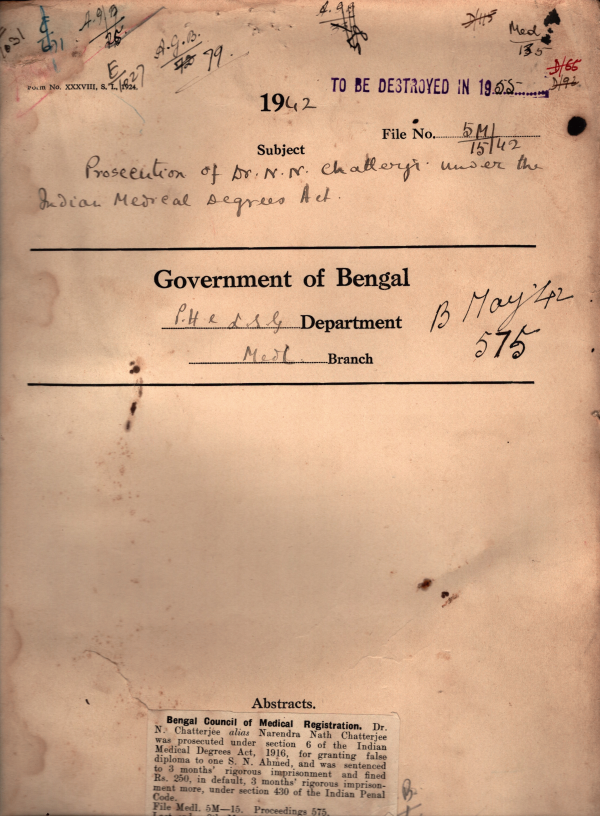 A.G.B.
79
Med
135
Form No. XXXVIII, S. I., 1924.
TO BE DESTROYED IN 1955
1942
File No. 5M/15/42
Subject
Prosecution of Dr. N. N. Chatterji under the
Indian Medical Degrees Act.
Government of Bengal
P.H & L.S.G Department
Medl. Branch
B May '42
575
Abstracts.
Bengal Council of Medical Registration. Dr.
N. Chatterjee alias Narendra Nath Chatterjee
was prosecuted under section 6 of the Indian
Medical Degrees Act, 1916, for granting false
diploma to one S. N. Ahmed, and was sentenced
to 3 months' rigorous imprisonment and fined
Rs. 250, in default, 3 months' rigorous imprison-
ment more, under section 430 of the Indian Penal
Code.
File Medl. 5M—15. Proceedings 575.